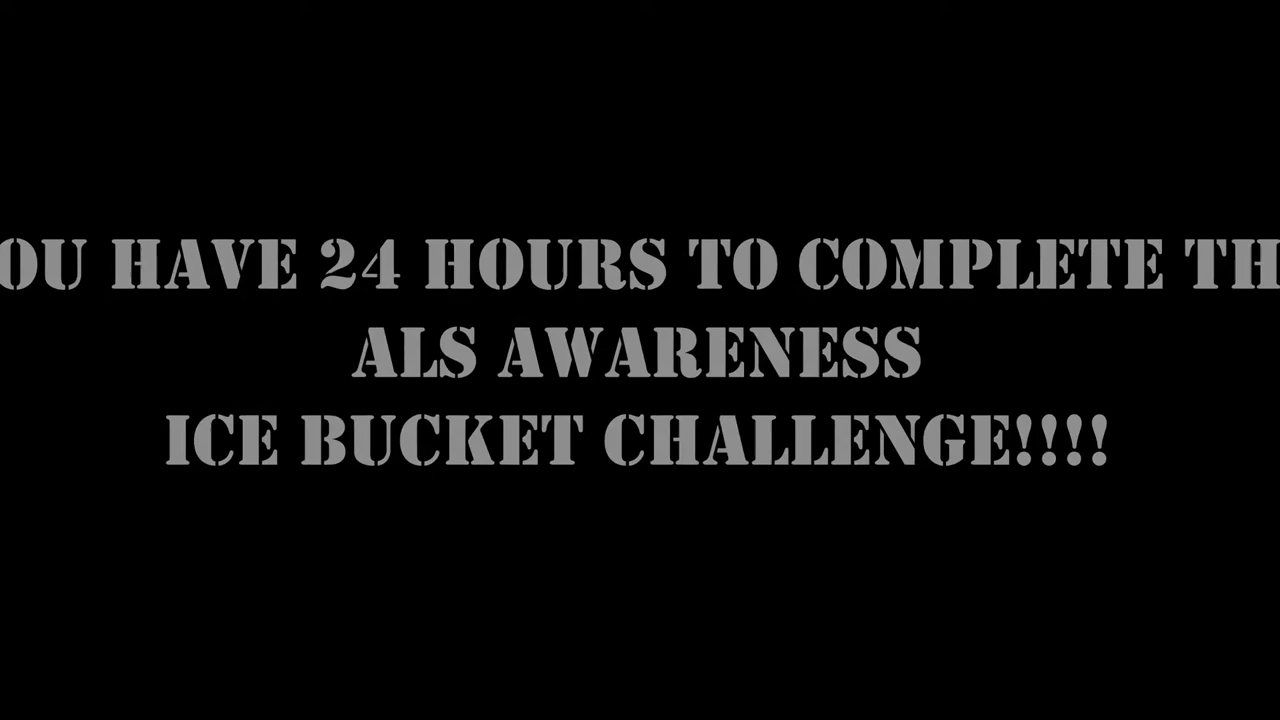 OU HAVE 24 HOURS TO COMPLETE TH
ALS AWARENESS
ICE BUCKET CHALLENGE!!!!